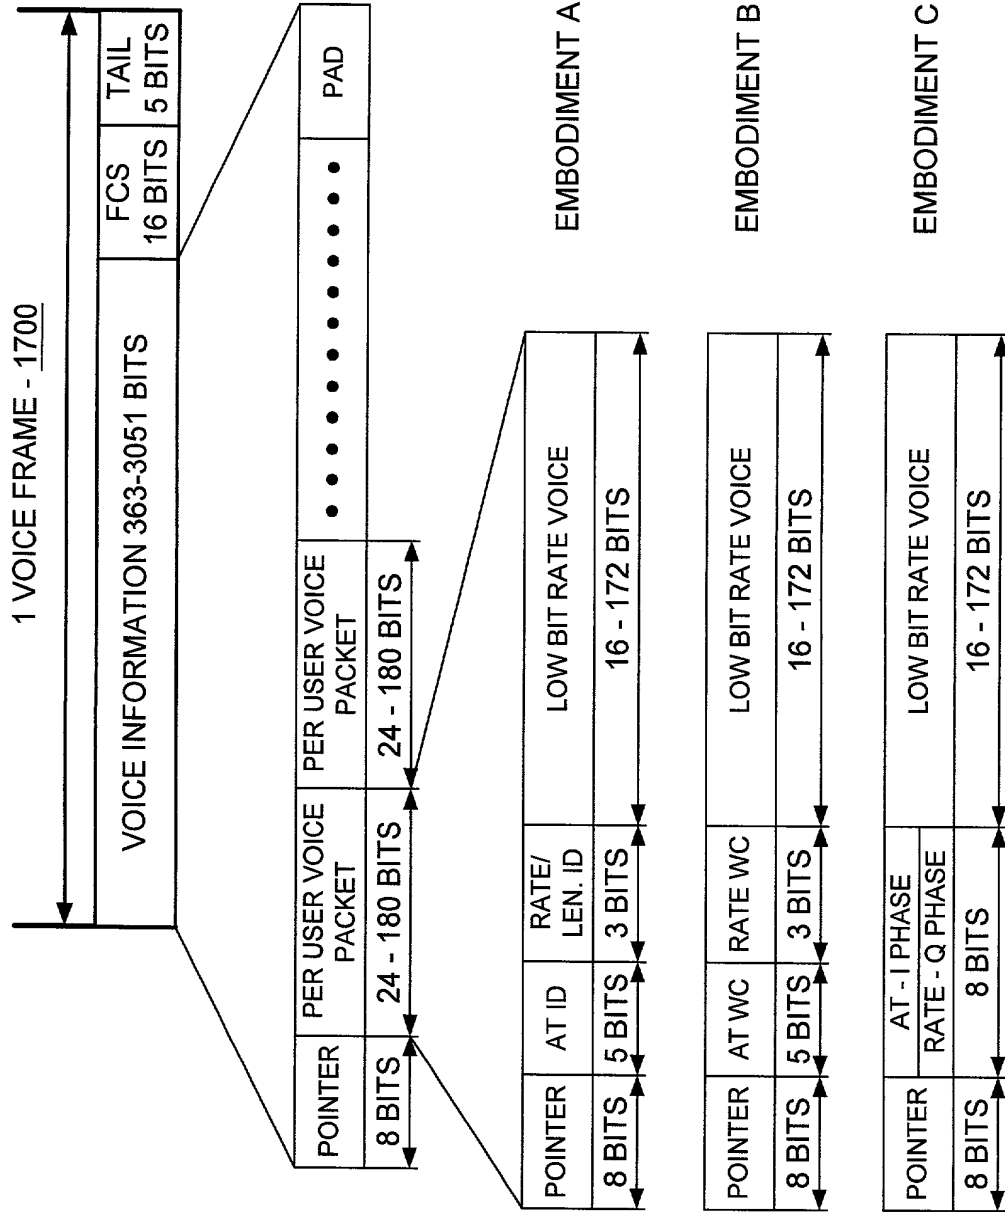 1 VOICE FRAME - 1700
VOICE INFORMATION 363-3051 BITS
FCS
16 BITS
TAIL
5 BITS
POINTER
8 BITS
PER USER VOICE
PACKET
24 - 180 BITS
PER USER VOICE
PACKET
24 - 180 BITS
PAD
POINTER
8 BITS
AT ID
5 BITS
RATE/
LEN. ID
3 BITS
LOW BIT RATE VOICE
16 - 172 BITS
EMBODIMENT A
POINTER
8 BITS
AT WC
5 BITS
RATE WC
3 BITS
LOW BIT RATE VOICE
16 - 172 BITS
EMBODIMENT B
POINTER
8 BITS
AT - I PHASE
RATE - Q PHASE
8 BITS
LOW BIT RATE VOICE
16 - 172 BITS
EMBODIMENT C